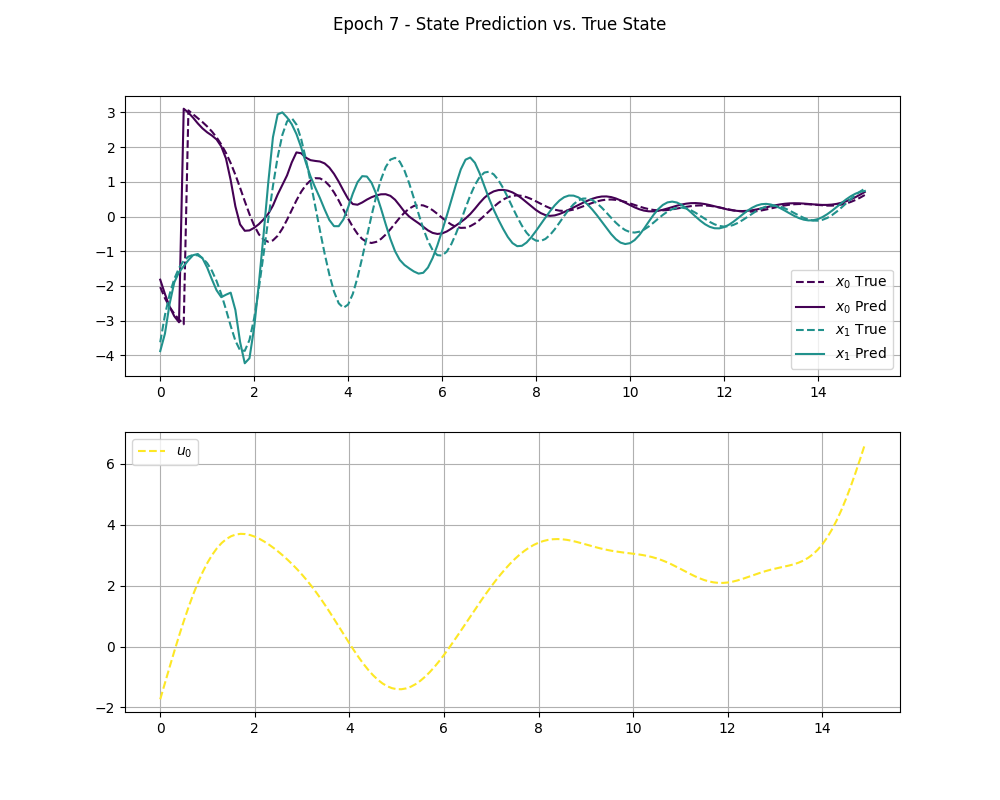 Epoch 7 - State Prediction vs. True State
3
2
1
0
−1
−2
−3
−4
x₀ True
x₀ Pred
x₁ True
x₁ Pred
0 2 4 6 8 10 12 14
u₀
6
4
2
0
−2
0 2 4 6 8 10 12 14